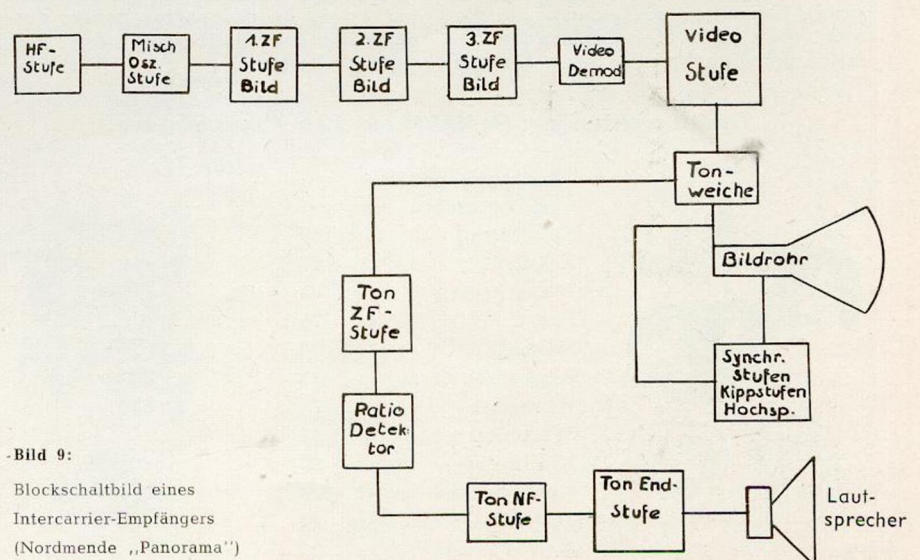 HF-
Stufe
Misch
Osz.
Stufe
1.ZF
Stufe
Bild
2.ZF
Stufe
Bild
3.ZF
Stufe
Bild
Video
Demod
Video
Stufe
Ton-
weiche
Bildrohr
Synchr.
Stufen
Kippstufen
Hochsp.
Ton
ZF-
Stufe
Ratio
Detek-
tor
Ton NF-
Stufe
Ton End-
Stufe
Laut-
sprecher
Bild 9:
Blockschaltbild eines
Intercarrier-Empfängers
(Nordmende „Panorama”)